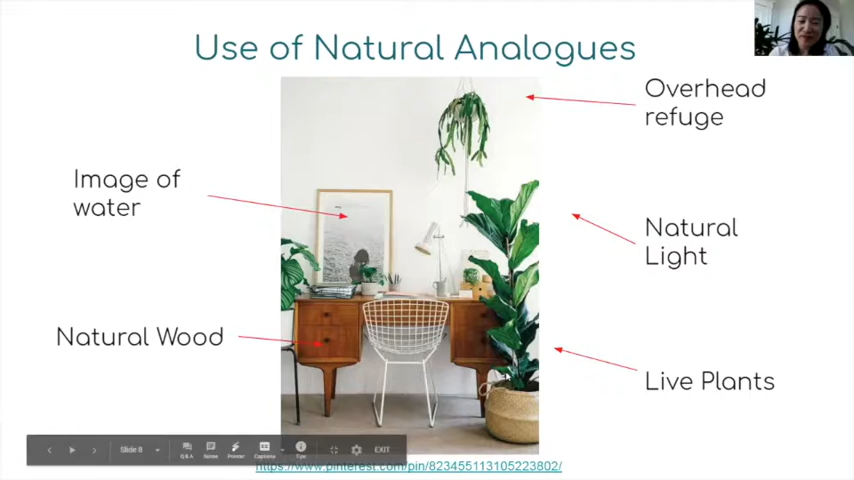 Use of Natural Analogues
Overhead
refuge
Image of
water
Natural
Light
Natural Wood
Live Plants
Slide 8
Q & A
Notes
Pointer
Captions
Tips
EXIT
https://www.pinterest.com/pin/823455113105223802/